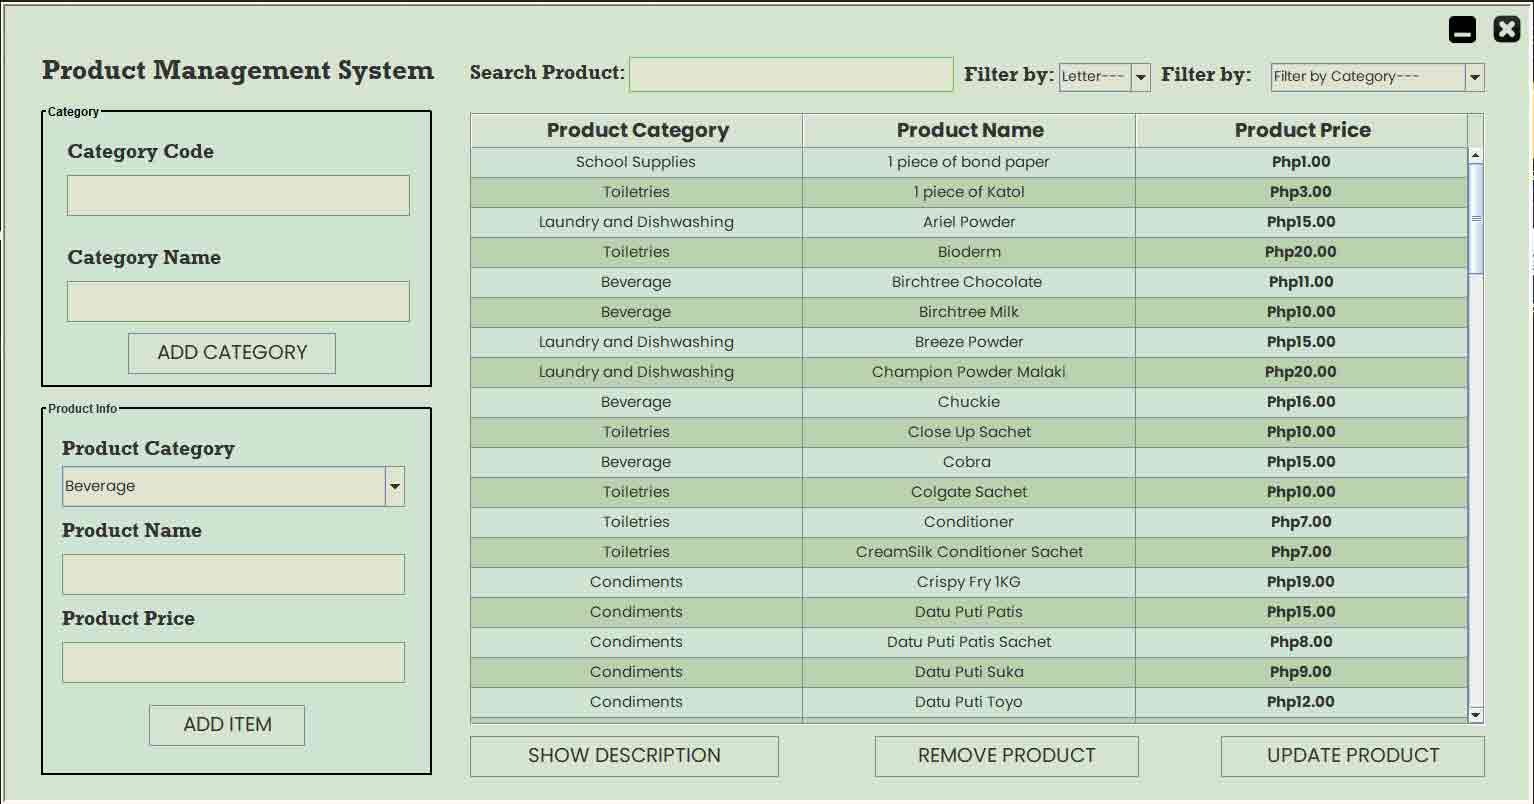 Product Management System
Search Product:
Filter by: Letter---
Filter by: Filter by Category---
Category
Category Code
Category Name
ADD CATEGORY
Product Info
Product Category
Beverage
Product Name
Product Price
ADD ITEM
Product Category Product Name Product Price
School Supplies 1 piece of bond paper Php1.00
Toiletries 1 piece of Katol Php3.00
Laundry and Dishwashing Ariel Powder Php15.00
Toiletries Bioderm Php20.00
Beverage Birchtree Chocolate Php11.00
Beverage Birchtree Milk Php10.00
Laundry and Dishwashing Breeze Powder Php15.00
Laundry and Dishwashing Champion Powder Malaki Php20.00
Beverage Chuckie Php16.00
Toiletries Close Up Sachet Php10.00
Beverage Cobra Php15.00
Toiletries Colgate Sachet Php10.00
Toiletries Conditioner Php7.00
Toiletries CreamSilk Conditioner Sachet Php7.00
Condiments Crispy Fry 1KG Php19.00
Condiments Datu Puti Patis Php15.00
Condiments Datu Puti Patis Sachet Php8.00
Condiments Datu Puti Suka Php9.00
Condiments Datu Puti Toyo Php12.00
SHOW DESCRIPTION
REMOVE PRODUCT
UPDATE PRODUCT